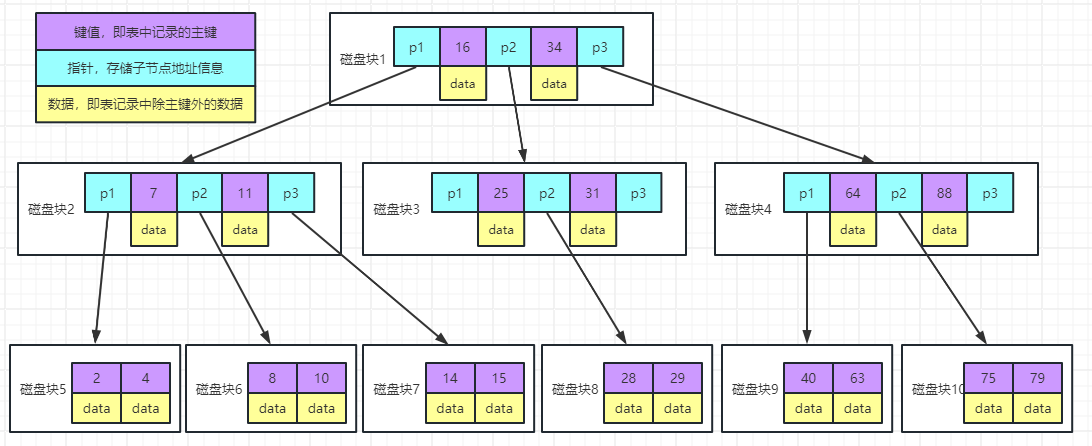 键值，即表中记录的主键
指针，存储子节点地址信息
数据，即表记录中除主键外的数据
磁盘块1 p1 16 p2 34 p3
data data
磁盘块2 p1 7 p2 11 p3
data data
磁盘块3 p1 25 p2 31 p3
data data
磁盘块4 p1 64 p2 88 p3
data data
磁盘块5 2 4
data data
磁盘块6 8 10
data data
磁盘块7 14 15
data data
磁盘块8 28 29
data data
磁盘块9 40 63
data data
磁盘块10 75 79
data data